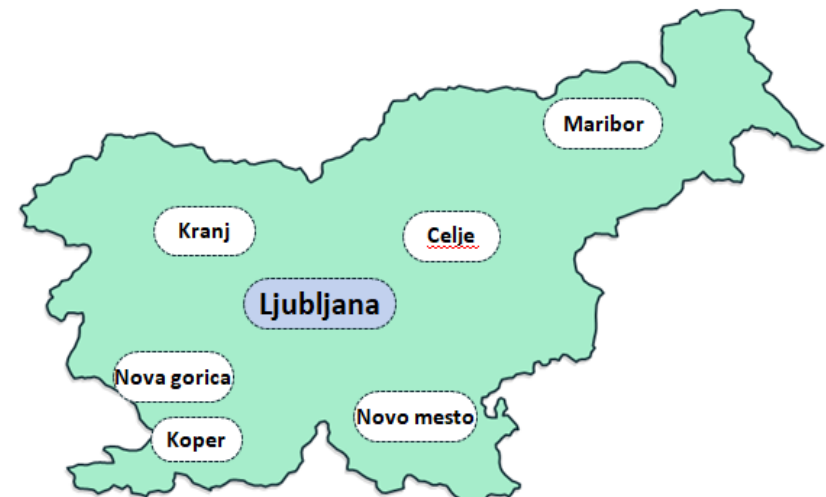 Maribor
Kranj
Celje
Ljubljana
Nova gorica
Novo mesto
Koper